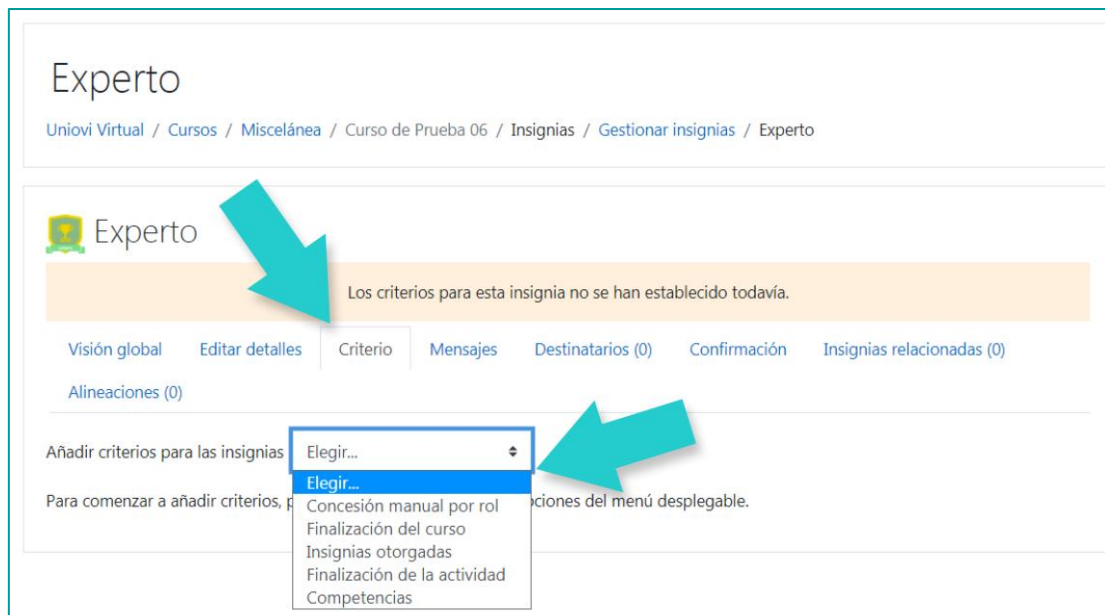 Experto
Uniovi Virtual / Cursos / Miscelánea / Curso de Prueba 06 / Insignias / Gestionar insignias / Experto
Experto
Los criterios para esta insignia no se han establecido todavía.
Visión global Editar detalles Criterio Mensajes Destinatarios (0) Confirmación Insignias relacionadas (0)
Alineaciones (0)
Añadir criterios para las insignias Elegir...
Elegir...
Para comenzar a añadir criterios, del menú desplegable.
Concesión manual por rol
Finalización del curso
Insignias otorgadas
Finalización de la actividad
Competencias